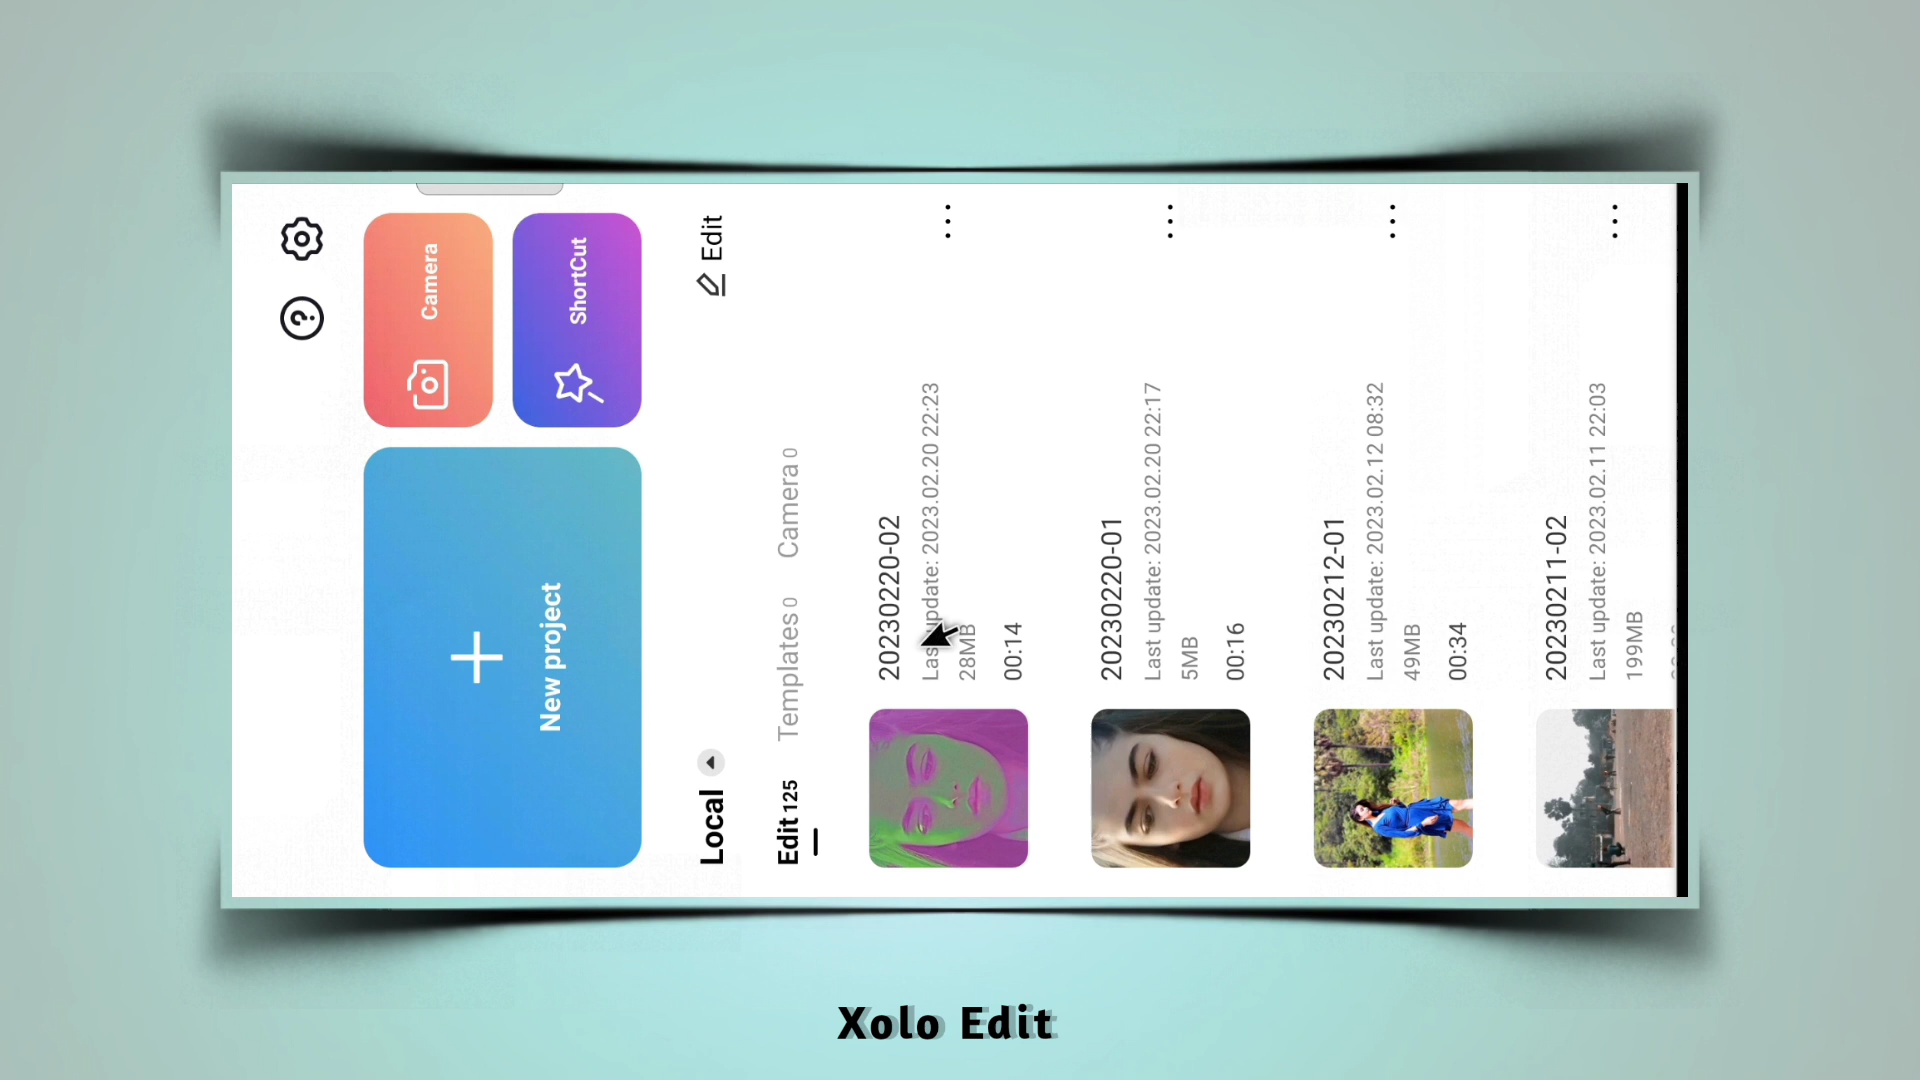 Camera
ShortCut
New project
Local
Edit
Edit 125
Templates 0
Camera 0
20230220-02
Last update: 2023.02.20 22:23
28MB
00:14
20230220-01
Last update: 2023.02.20 22:17
5MB
00:16
20230212-01
Last update: 2023.02.12 08:32
49MB
00:34
20230211-02
Last update: 2023.02.11 22:03
199MB
Xolo Edit